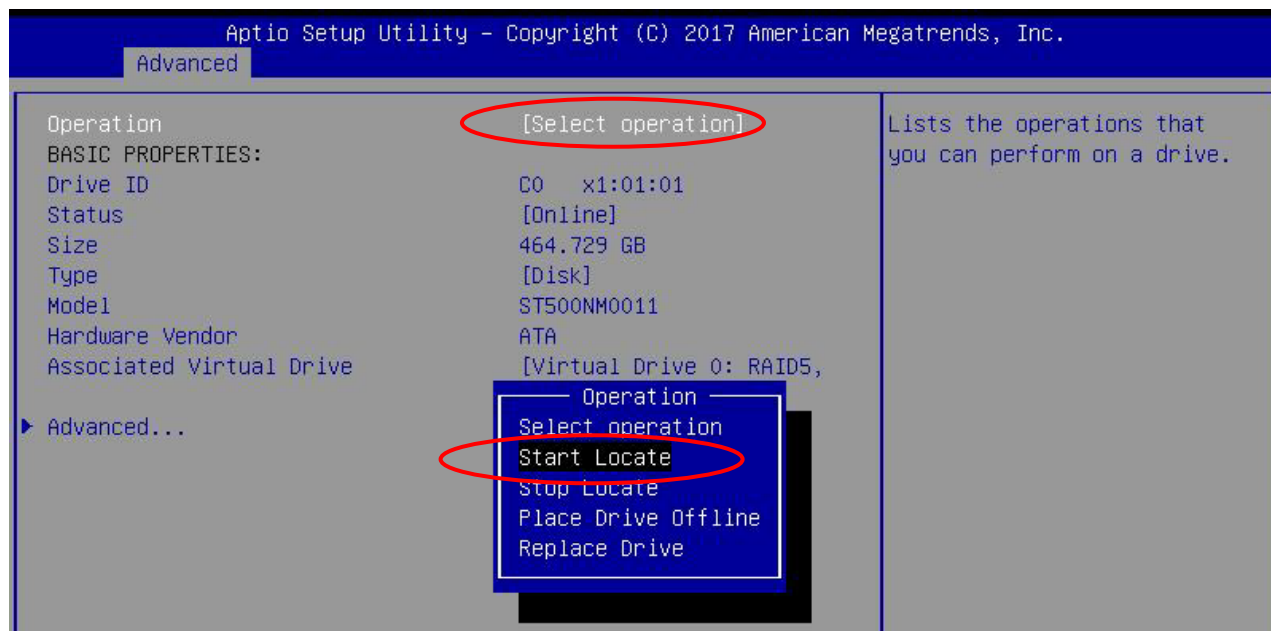 Aptio Setup Utility – Copyright (C) 2017 American Megatrends, Inc.
Advanced
Operation [Select operation] Lists the operations that
BASIC PROPERTIES: you can perform on a drive.
Drive ID C0 x1:01:01
Status [Online]
Size 464.729 GB
Type [Disk]
Model ST500NM0011
Hardware Vendor ATA
Associated Virtual Drive [Virtual Drive 0: RAID5,
Operation
Advanced... Select operation
Start Locate
Stop Locate
Place Drive Offline
Replace Drive